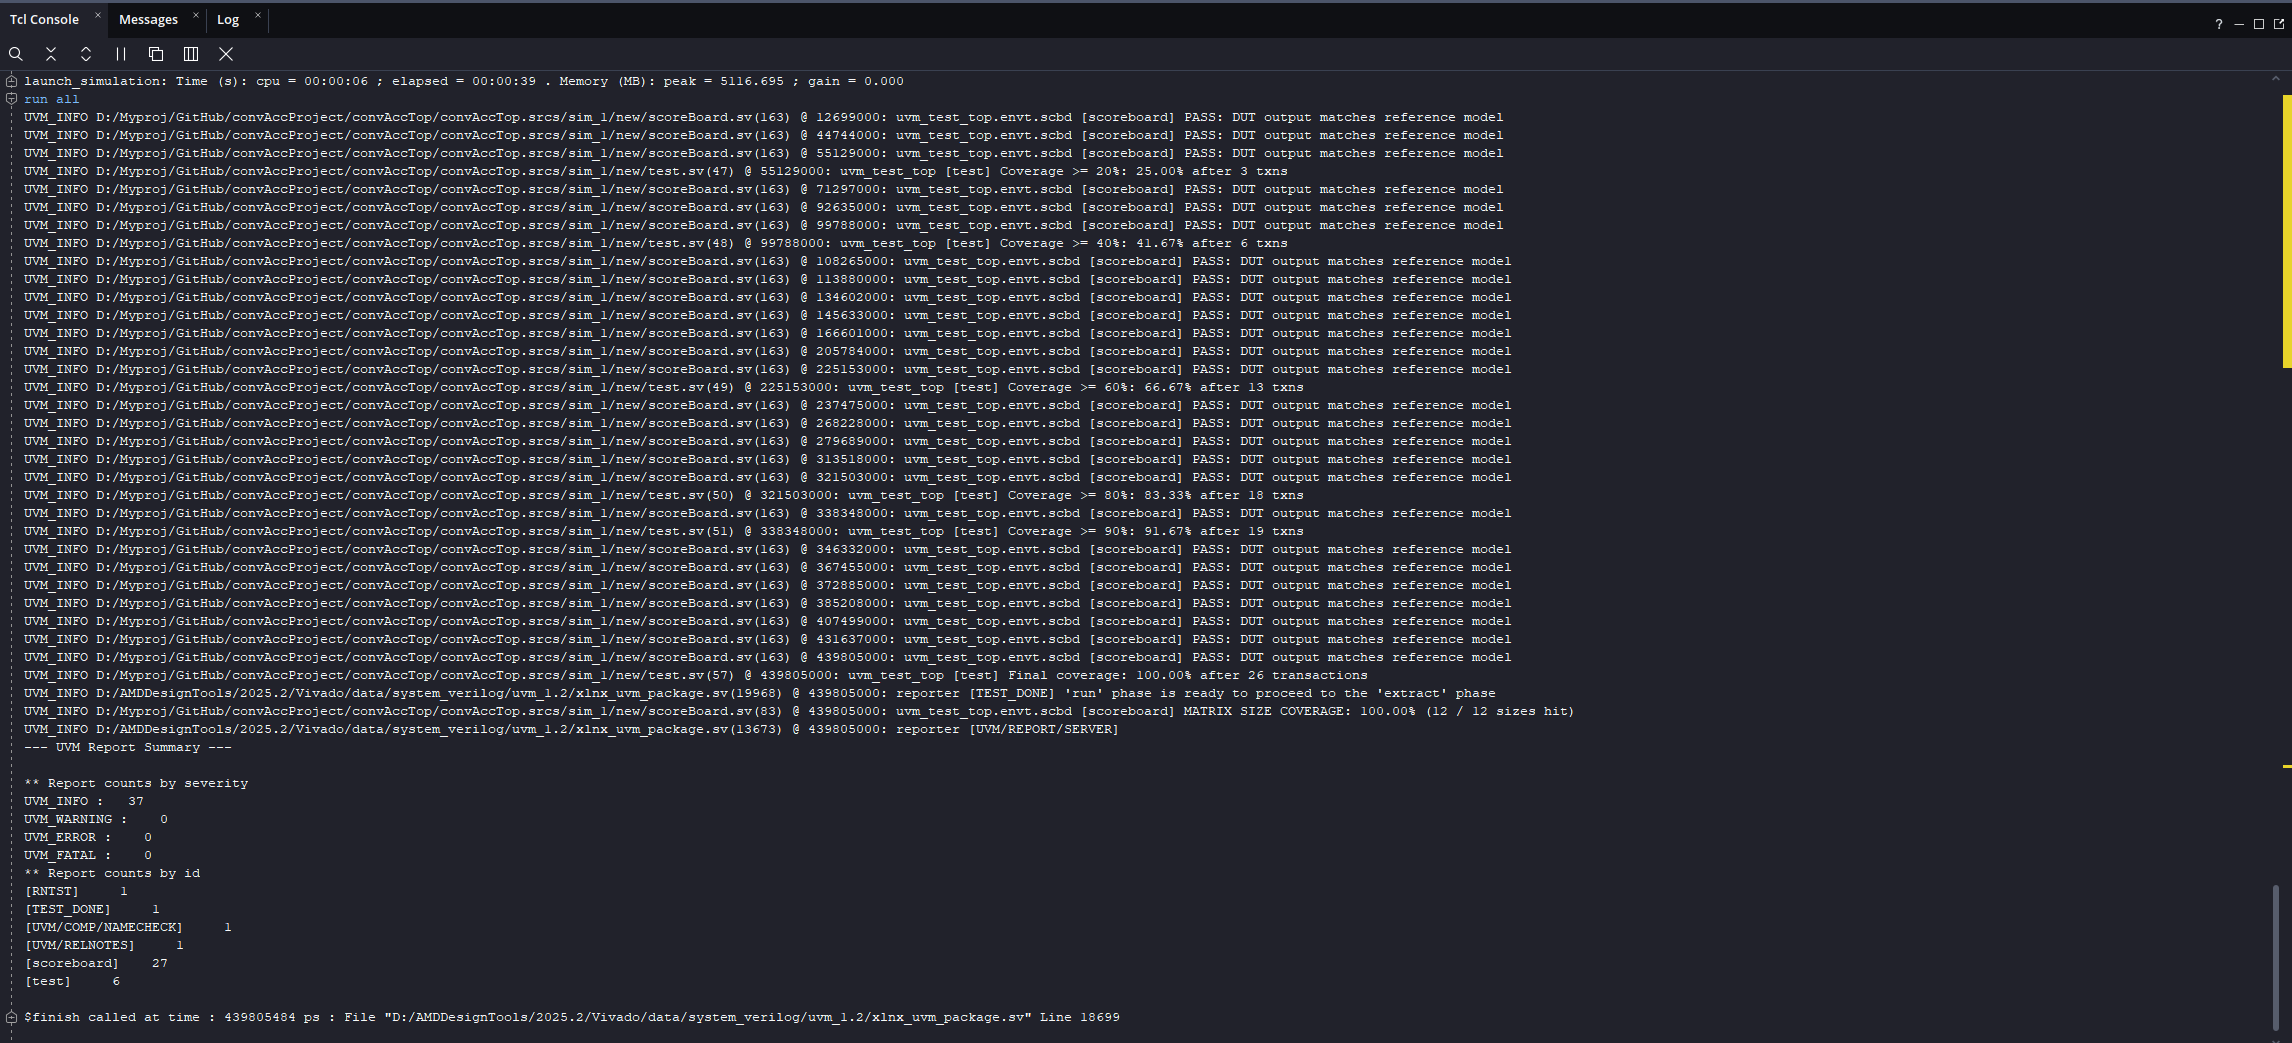 Tcl Console × Messages × Log ×
?
launch_simulation: Time (s): cpu = 00:00:06 ; elapsed = 00:00:39 . Memory (MB): peak = 5116.695 ; gain = 0.000
run all
UVM_INFO D:/Myproj/GitHub/convAccProject/convAccTop/convAccTop.srcs/sim_1/new/scoreBoard.sv(163) @ 12699000: uvm_test_top.envt.scbd [scoreboard] PASS: DUT output matches reference model
UVM_INFO D:/Myproj/GitHub/convAccProject/convAccTop/convAccTop.srcs/sim_1/new/scoreBoard.sv(163) @ 44744000: uvm_test_top.envt.scbd [scoreboard] PASS: DUT output matches reference model
UVM_INFO D:/Myproj/GitHub/convAccProject/convAccTop/convAccTop.srcs/sim_1/new/scoreBoard.sv(163) @ 55129000: uvm_test_top.envt.scbd [scoreboard] PASS: DUT output matches reference model
UVM_INFO D:/Myproj/GitHub/convAccProject/convAccTop/convAccTop.srcs/sim_1/new/test.sv(47) @ 55129000: uvm_test_top [test] Coverage >= 20%: 25.00% after 3 txns
UVM_INFO D:/Myproj/GitHub/convAccProject/convAccTop/convAccTop.srcs/sim_1/new/scoreBoard.sv(163) @ 71297000: uvm_test_top.envt.scbd [scoreboard] PASS: DUT output matches reference model
UVM_INFO D:/Myproj/GitHub/convAccProject/convAccTop/convAccTop.srcs/sim_1/new/scoreBoard.sv(163) @ 92635000: uvm_test_top.envt.scbd [scoreboard] PASS: DUT output matches reference model
UVM_INFO D:/Myproj/GitHub/convAccProject/convAccTop/convAccTop.srcs/sim_1/new/scoreBoard.sv(163) @ 99788000: uvm_test_top.envt.scbd [scoreboard] PASS: DUT output matches reference model
UVM_INFO D:/Myproj/GitHub/convAccProject/convAccTop/convAccTop.srcs/sim_1/new/test.sv(48) @ 99788000: uvm_test_top [test] Coverage >= 40%: 41.67% after 6 txns
UVM_INFO D:/Myproj/GitHub/convAccProject/convAccTop/convAccTop.srcs/sim_1/new/scoreBoard.sv(163) @ 108265000: uvm_test_top.envt.scbd [scoreboard] PASS: DUT output matches reference model
UVM_INFO D:/Myproj/GitHub/convAccProject/convAccTop/convAccTop.srcs/sim_1/new/scoreBoard.sv(163) @ 113880000: uvm_test_top.envt.scbd [scoreboard] PASS: DUT output matches reference model
UVM_INFO D:/Myproj/GitHub/convAccProject/convAccTop/convAccTop.srcs/sim_1/new/scoreBoard.sv(163) @ 134602000: uvm_test_top.envt.scbd [scoreboard] PASS: DUT output matches reference model
UVM_INFO D:/Myproj/GitHub/convAccProject/convAccTop/convAccTop.srcs/sim_1/new/scoreBoard.sv(163) @ 145633000: uvm_test_top.envt.scbd [scoreboard] PASS: DUT output matches reference model
UVM_INFO D:/Myproj/GitHub/convAccProject/convAccTop/convAccTop.srcs/sim_1/new/scoreBoard.sv(163) @ 166601000: uvm_test_top.envt.scbd [scoreboard] PASS: DUT output matches reference model
UVM_INFO D:/Myproj/GitHub/convAccProject/convAccTop/convAccTop.srcs/sim_1/new/scoreBoard.sv(163) @ 205784000: uvm_test_top.envt.scbd [scoreboard] PASS: DUT output matches reference model
UVM_INFO D:/Myproj/GitHub/convAccProject/convAccTop/convAccTop.srcs/sim_1/new/scoreBoard.sv(163) @ 225153000: uvm_test_top.envt.scbd [scoreboard] PASS: DUT output matches reference model
UVM_INFO D:/Myproj/GitHub/convAccProject/convAccTop/convAccTop.srcs/sim_1/new/test.sv(49) @ 225153000: uvm_test_top [test] Coverage >= 60%: 66.67% after 13 txns
UVM_INFO D:/Myproj/GitHub/convAccProject/convAccTop/convAccTop.srcs/sim_1/new/scoreBoard.sv(163) @ 237475000: uvm_test_top.envt.scbd [scoreboard] PASS: DUT output matches reference model
UVM_INFO D:/Myproj/GitHub/convAccProject/convAccTop/convAccTop.srcs/sim_1/new/scoreBoard.sv(163) @ 268228000: uvm_test_top.envt.scbd [scoreboard] PASS: DUT output matches reference model
UVM_INFO D:/Myproj/GitHub/convAccProject/convAccTop/convAccTop.srcs/sim_1/new/scoreBoard.sv(163) @ 279689000: uvm_test_top.envt.scbd [scoreboard] PASS: DUT output matches reference model
UVM_INFO D:/Myproj/GitHub/convAccProject/convAccTop/convAccTop.srcs/sim_1/new/scoreBoard.sv(163) @ 313518000: uvm_test_top.envt.scbd [scoreboard] PASS: DUT output matches reference model
UVM_INFO D:/Myproj/GitHub/convAccProject/convAccTop/convAccTop.srcs/sim_1/new/scoreBoard.sv(163) @ 321503000: uvm_test_top.envt.scbd [scoreboard] PASS: DUT output matches reference model
UVM_INFO D:/Myproj/GitHub/convAccProject/convAccTop/convAccTop.srcs/sim_1/new/test.sv(50) @ 321503000: uvm_test_top [test] Coverage >= 80%: 83.33% after 18 txns
UVM_INFO D:/Myproj/GitHub/convAccProject/convAccTop/convAccTop.srcs/sim_1/new/scoreBoard.sv(163) @ 338348000: uvm_test_top.envt.scbd [scoreboard] PASS: DUT output matches reference model
UVM_INFO D:/Myproj/GitHub/convAccProject/convAccTop/convAccTop.srcs/sim_1/new/test.sv(51) @ 338348000: uvm_test_top [test] Coverage >= 90%: 91.67% after 19 txns
UVM_INFO D:/Myproj/GitHub/convAccProject/convAccTop/convAccTop.srcs/sim_1/new/scoreBoard.sv(163) @ 346332000: uvm_test_top.envt.scbd [scoreboard] PASS: DUT output matches reference model
UVM_INFO D:/Myproj/GitHub/convAccProject/convAccTop/convAccTop.srcs/sim_1/new/scoreBoard.sv(163) @ 367455000: uvm_test_top.envt.scbd [scoreboard] PASS: DUT output matches reference model
UVM_INFO D:/Myproj/GitHub/convAccProject/convAccTop/convAccTop.srcs/sim_1/new/scoreBoard.sv(163) @ 372885000: uvm_test_top.envt.scbd [scoreboard] PASS: DUT output matches reference model
UVM_INFO D:/Myproj/GitHub/convAccProject/convAccTop/convAccTop.srcs/sim_1/new/scoreBoard.sv(163) @ 385208000: uvm_test_top.envt.scbd [scoreboard] PASS: DUT output matches reference model
UVM_INFO D:/Myproj/GitHub/convAccProject/convAccTop/convAccTop.srcs/sim_1/new/scoreBoard.sv(163) @ 407499000: uvm_test_top.envt.scbd [scoreboard] PASS: DUT output matches reference model
UVM_INFO D:/Myproj/GitHub/convAccProject/convAccTop/convAccTop.srcs/sim_1/new/scoreBoard.sv(163) @ 431637000: uvm_test_top.envt.scbd [scoreboard] PASS: DUT output matches reference model
UVM_INFO D:/Myproj/GitHub/convAccProject/convAccTop/convAccTop.srcs/sim_1/new/scoreBoard.sv(163) @ 439805000: uvm_test_top.envt.scbd [scoreboard] PASS: DUT output matches reference model
UVM_INFO D:/Myproj/GitHub/convAccProject/convAccTop/convAccTop.srcs/sim_1/new/test.sv(57) @ 439805000: uvm_test_top [test] Final coverage: 100.00% after 26 transactions
UVM_INFO D:/AMDDesignTools/2025.2/Vivado/data/system_verilog/uvm_1.2/xlnx_uvm_package.sv(19968) @ 439805000: reporter [TEST_DONE] 'run' phase is ready to proceed to the 'extract' phase
UVM_INFO D:/Myproj/GitHub/convAccProject/convAccTop/convAccTop.srcs/sim_1/new/scoreBoard.sv(83) @ 439805000: uvm_test_top.envt.scbd [scoreboard] MATRIX SIZE COVERAGE: 100.00% (12 / 12 sizes hit)
UVM_INFO D:/AMDDesignTools/2025.2/Vivado/data/system_verilog/uvm_1.2/xlnx_uvm_package.sv(13673) @ 439805000: reporter [UVM/REPORT/SERVER]
--- UVM Report Summary ---
** Report counts by severity
UVM_INFO : 37
UVM_WARNING : 0
UVM_ERROR : 0
UVM_FATAL : 0
** Report counts by id
[RNTST] 1
[TEST_DONE] 1
[UVM/COMP/NAMECHECK] 1
[UVM/RELNOTES] 1
[scoreboard] 27
[test] 6
$finish called at time : 439805484 ps : File "D:/AMDDesignTools/2025.2/Vivado/data/system_verilog/uvm_1.2/xlnx_uvm_package.sv" Line 18699